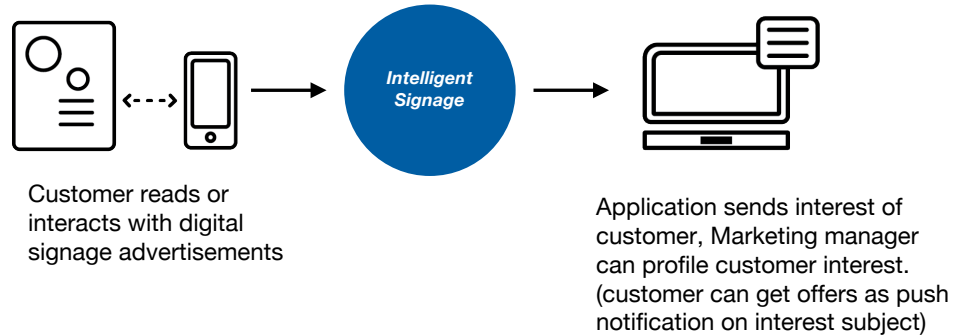 Intelligent
Signage
Customer reads or
interacts with digital
signage advertisements
Application sends interest of
customer, Marketing manager
can profile customer interest.
(customer can get offers as push
notification on interest subject)